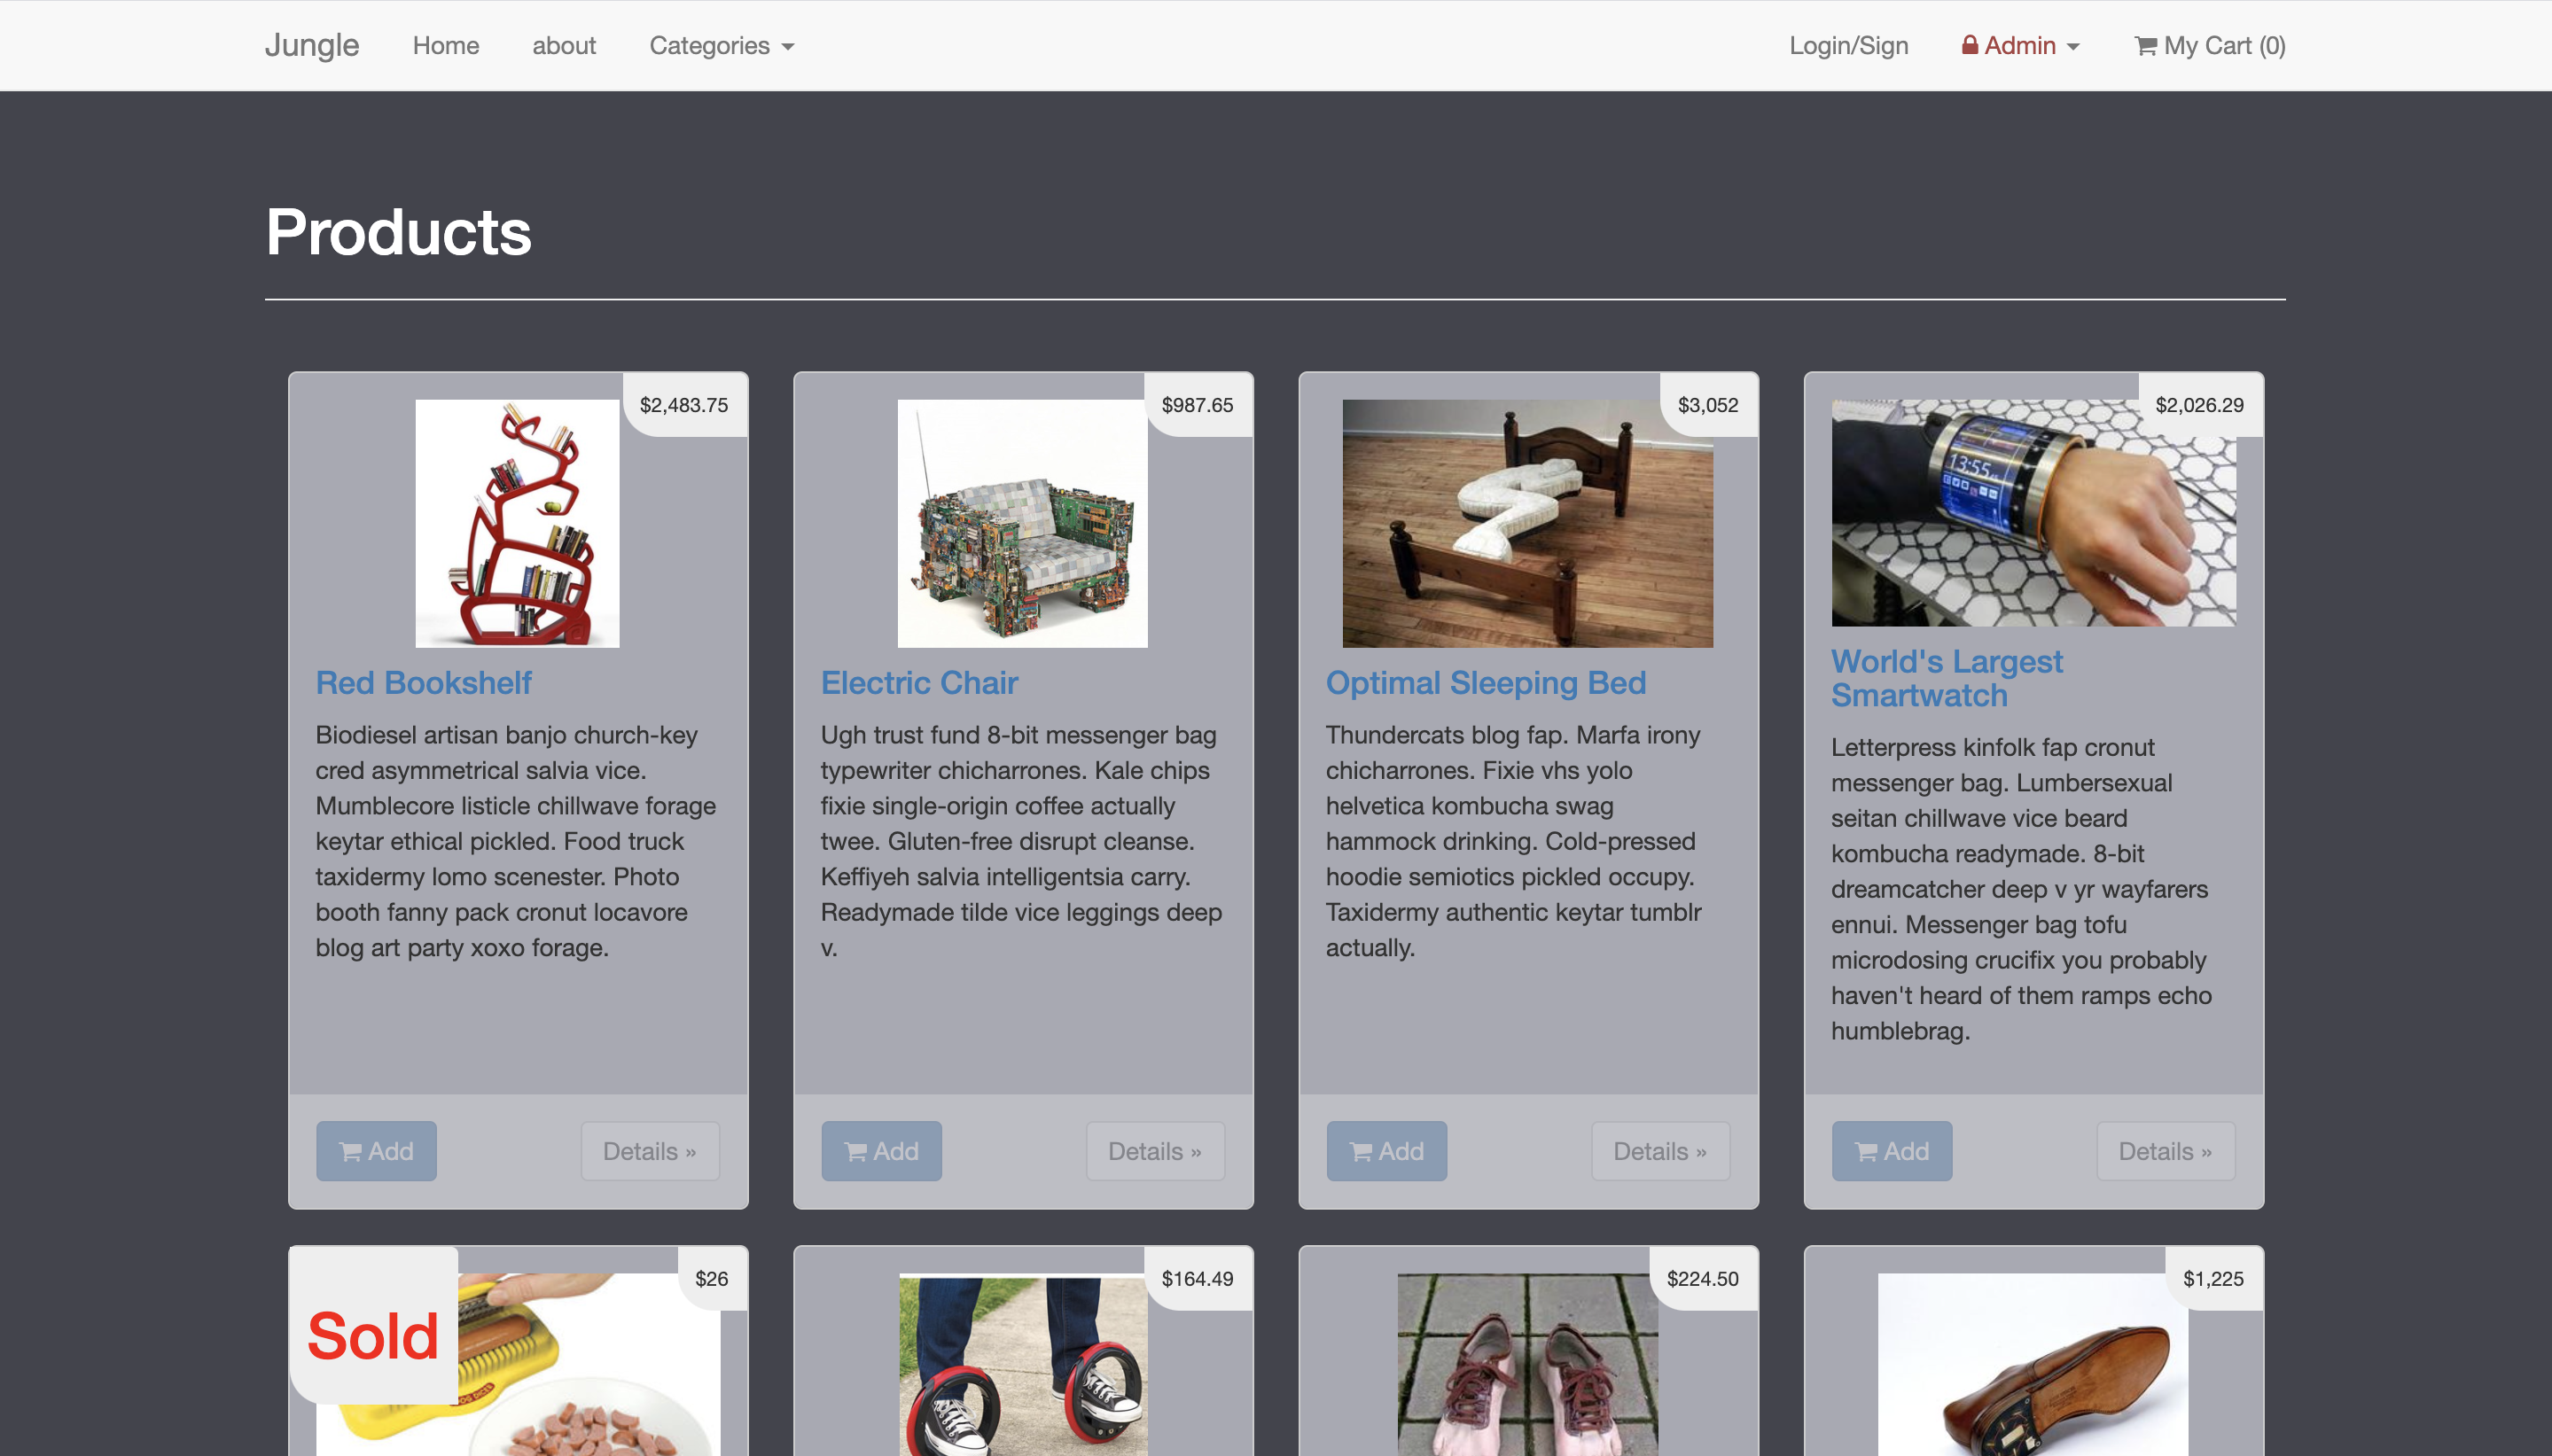 Jungle Home about Categories Login/Sign Admin My Cart (0)
Products
$2,483.75
Red Bookshelf
Biodiesel artisan banjo church-key
cred asymmetrical salvia vice.
Mumblecore listicle chillwave forage
keytar ethical pickled. Food truck
taxidermy lomo scenester. Photo
booth fanny pack cronut locavore
blog art party xoxo forage.
Add Details »
$987.65
Electric Chair
Ugh trust fund 8-bit messenger bag
typewriter chicharrones. Kale chips
fixie single-origin coffee actually
twee. Gluten-free disrupt cleanse.
Keffiyeh salvia intelligentsia carry.
Readymade tilde vice leggings deep
v.
Add Details »
$3,052
Optimal Sleeping Bed
Thundercats blog fap. Marfa irony
chicharrones. Fixie vhs yolo
helvetica kombucha swag
hammock drinking. Cold-pressed
hoodie semiotics pickled occupy.
Taxidermy authentic keytar tumblr
actually.
Add Details »
$2,026.29
13:55
World's Largest
Smartwatch
Letterpress kinfolk fap cronut
messenger bag. Lumbersexual
seitan chillwave vice beard
kombucha readymade. 8-bit
dreamcatcher deep v yr wayfarers
ennui. Messenger bag tofu
microdosing crucifix you probably
haven't heard of them ramps echo
humblebrag.
Add Details »
Sold
$26
$164.49
$224.50
$1,225